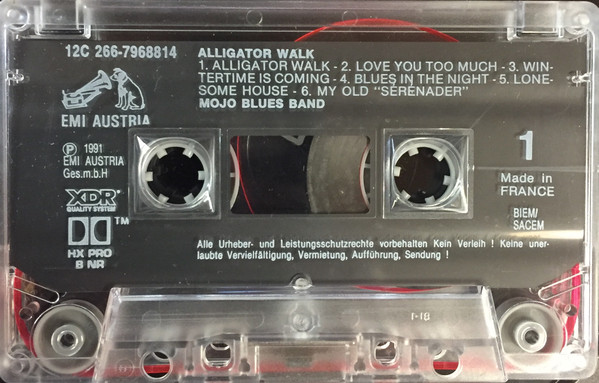 12C 266-7968814
ALLIGATOR WALK
1. ALLIGATOR WALK - 2. LOVE YOU TOO MUCH - 3. WIN-
TERTIME IS COMING - 4. BLUES IN THE NIGHT - 5. LONE-
SOME HOUSE - 6. MY OLD "SÉRÉNADER"
MOJO BLUES BAND
EMI AUSTRIA
Ⓟ 1991
EMI AUSTRIA
Ges.m.b.H
XDR
QUALITY SYSTEM
TM
HX PRO
B NR
1
Made in
FRANCE
BIEM/
SACEM
Alle Urheber- und Leistungsschutzrechte vorbehalten Kein Verleih ! Keine uner-
laubte Vervielfältigung, Vermietung, Aufführung, Sendung !